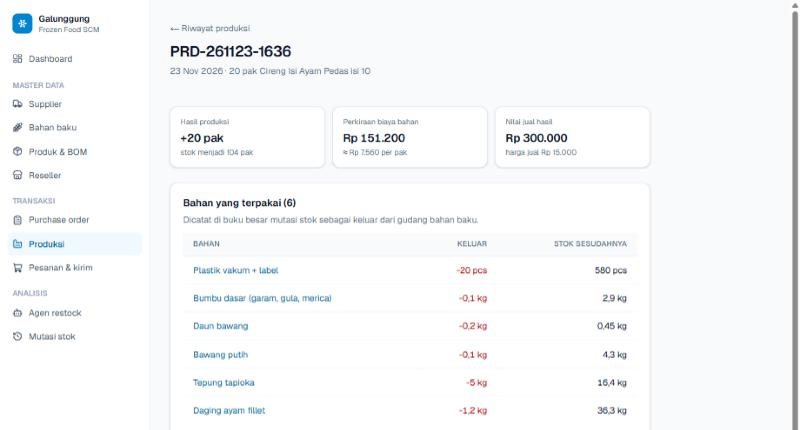 Galunggung
Frozen Food SCM
Dashboard
MASTER DATA
Supplier
Bahan baku
Produk & BOM
Reseller
TRANSAKSI
Purchase order
Produksi
Pesanan & kirim
ANALISIS
Agen restock
Mutasi stok
← Riwayat produksi
PRD-261123-1636
23 Nov 2026 · 20 pak Cireng Isi Ayam Pedas isi 10
Hasil produksi
+20 pak
stok menjadi 104 pak
Perkiraan biaya bahan
Rp 151.200
≈ Rp 7.560 per pak
Nilai jual hasil
Rp 300.000
harga jual Rp 15.000
Bahan yang terpakai (6)
Dicatat di buku besar mutasi stok sebagai keluar dari gudang bahan baku.
BAHAN KELUAR STOK SESUDAHNYA
Plastik vakum + label -20 pcs 580 pcs
Bumbu dasar (garam, gula, merica) -0,1 kg 2,9 kg
Daun bawang -0,2 kg 0,45 kg
Bawang putih -0,1 kg 4,3 kg
Tepung tapioka -5 kg 16,4 kg
Daging ayam fillet -1,2 kg 36,3 kg